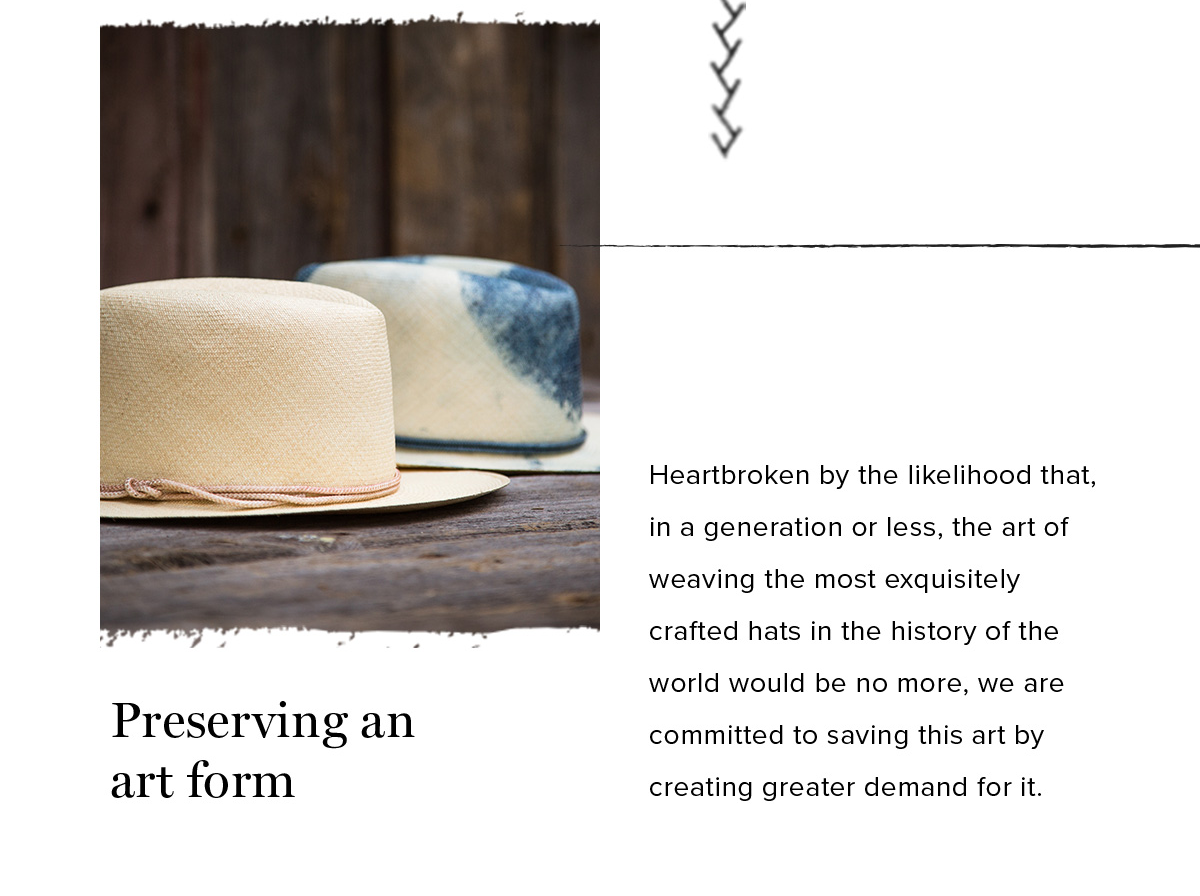 Preserving an
art form
Heartbroken by the likelihood that,
in a generation or less, the art of
weaving the most exquisitely
crafted hats in the history of the
world would be no more, we are
committed to saving this art by
creating greater demand for it.